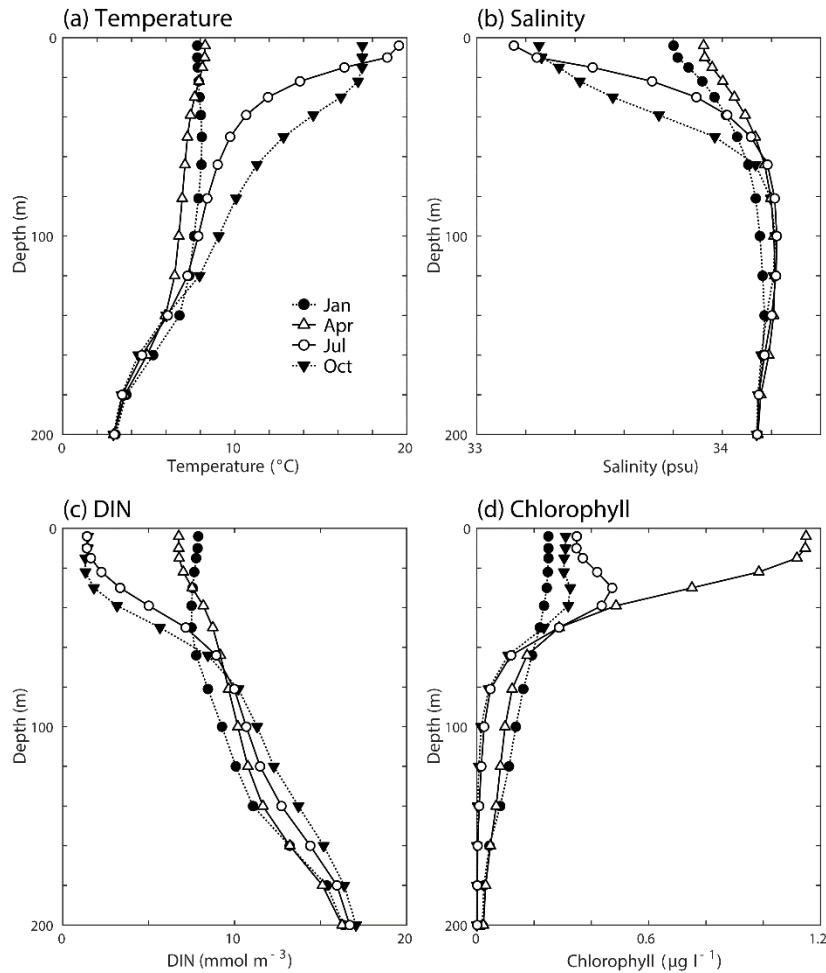 (a) Temperature
0
100
200
Depth (m)
0
10
20
Temperature (°C)
Jan
Apr
Jul
Oct
(b) Salinity
0
100
200
Depth (m)
33
34
Salinity (psu)
(c) DIN
0
100
200
Depth (m)
0
10
20
DIN (mmol m⁻³)
(d) Chlorophyll
0
100
200
Depth (m)
0
0.6
1.2
Chlorophyll (μg l⁻¹)